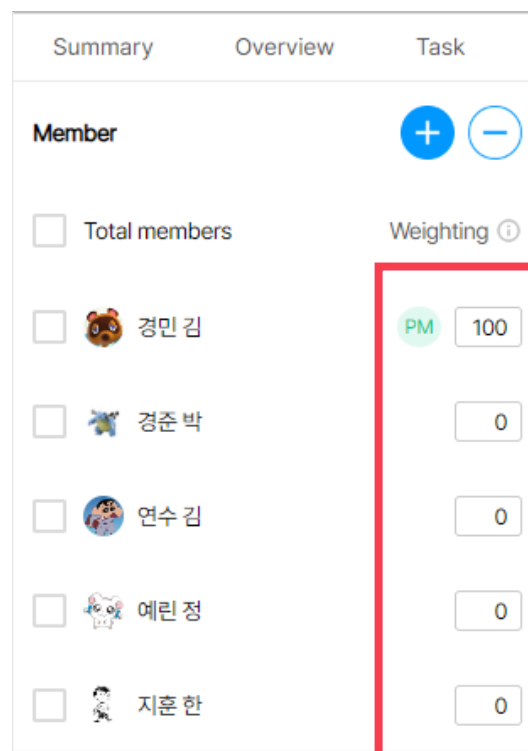 Summary Overview Task
Member
Total members Weighting
경민 김 PM 100
경준 박 0
연수 김 0
예린 정 0
지훈 한 0